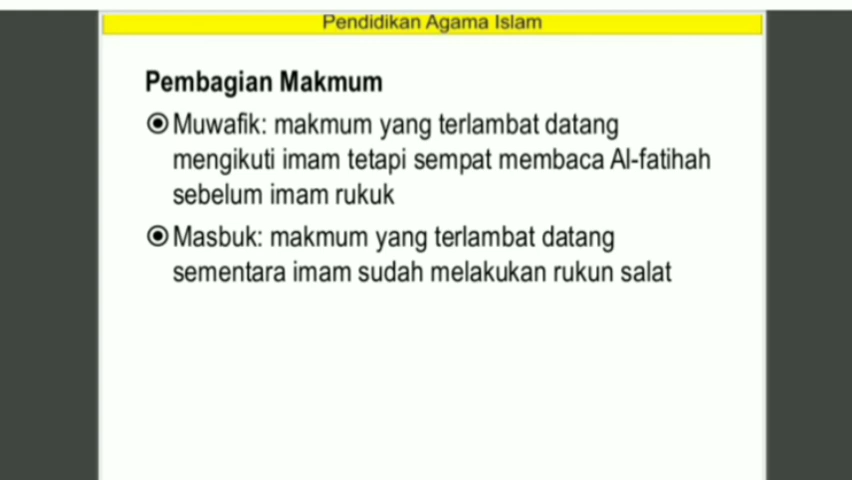 Pendidikan Agama Islam
Pembagian Makmum
Muwafik: makmum yang terlambat datang
mengikuti imam tetapi sempat membaca Al-fatihah
sebelum imam rukuk
Masbuk: makmum yang terlambat datang
sementara imam sudah melakukan rukun salat